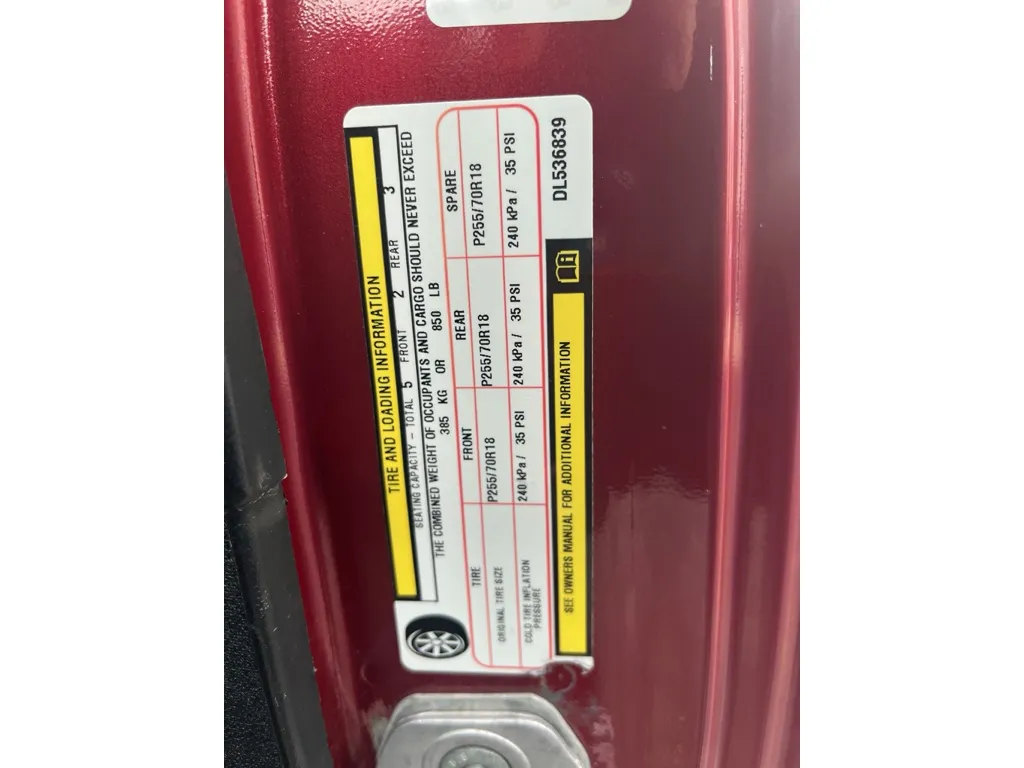 TIRE AND LOADING INFORMATION
SEATING CAPACITY - TOTAL 5 FRONT 2 REAR 3
THE COMBINED WEIGHT OF OCCUPANTS AND CARGO SHOULD NEVER EXCEED
385 KG OR 850 LB
TIRE FRONT REAR SPARE
ORIGINAL TIRE SIZE P255/70R18 P255/70R18 P255/70R18
COLD TIRE INFLATION PRESSURE 240 kPa / 35 PSI 240 kPa / 35 PSI 240 kPa / 35 PSI
SEE OWNERS MANUAL FOR ADDITIONAL INFORMATION
DL536839